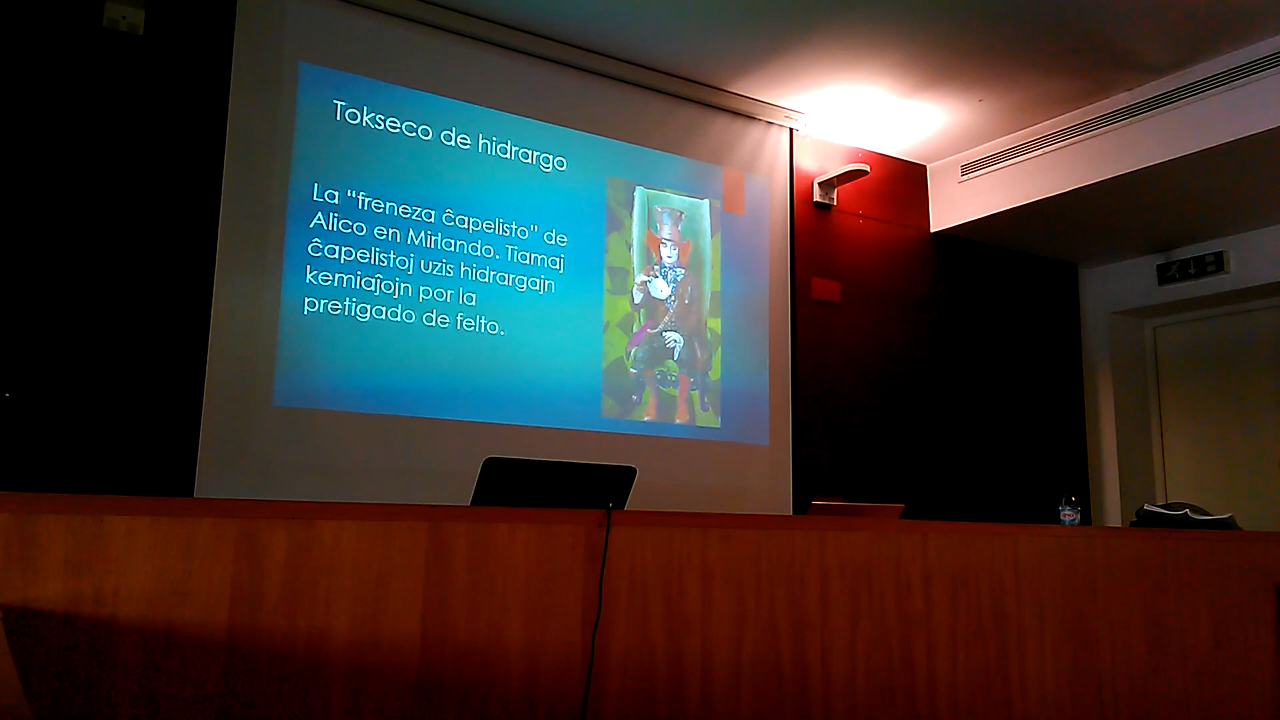 Tokseco de hidrargo
La “freneza ĉapelisto” de
Alico en Mirlando. Tiamaj
ĉapelistoj uzis hidrargajn
kemiaĵojn por la
pretigado de felto.